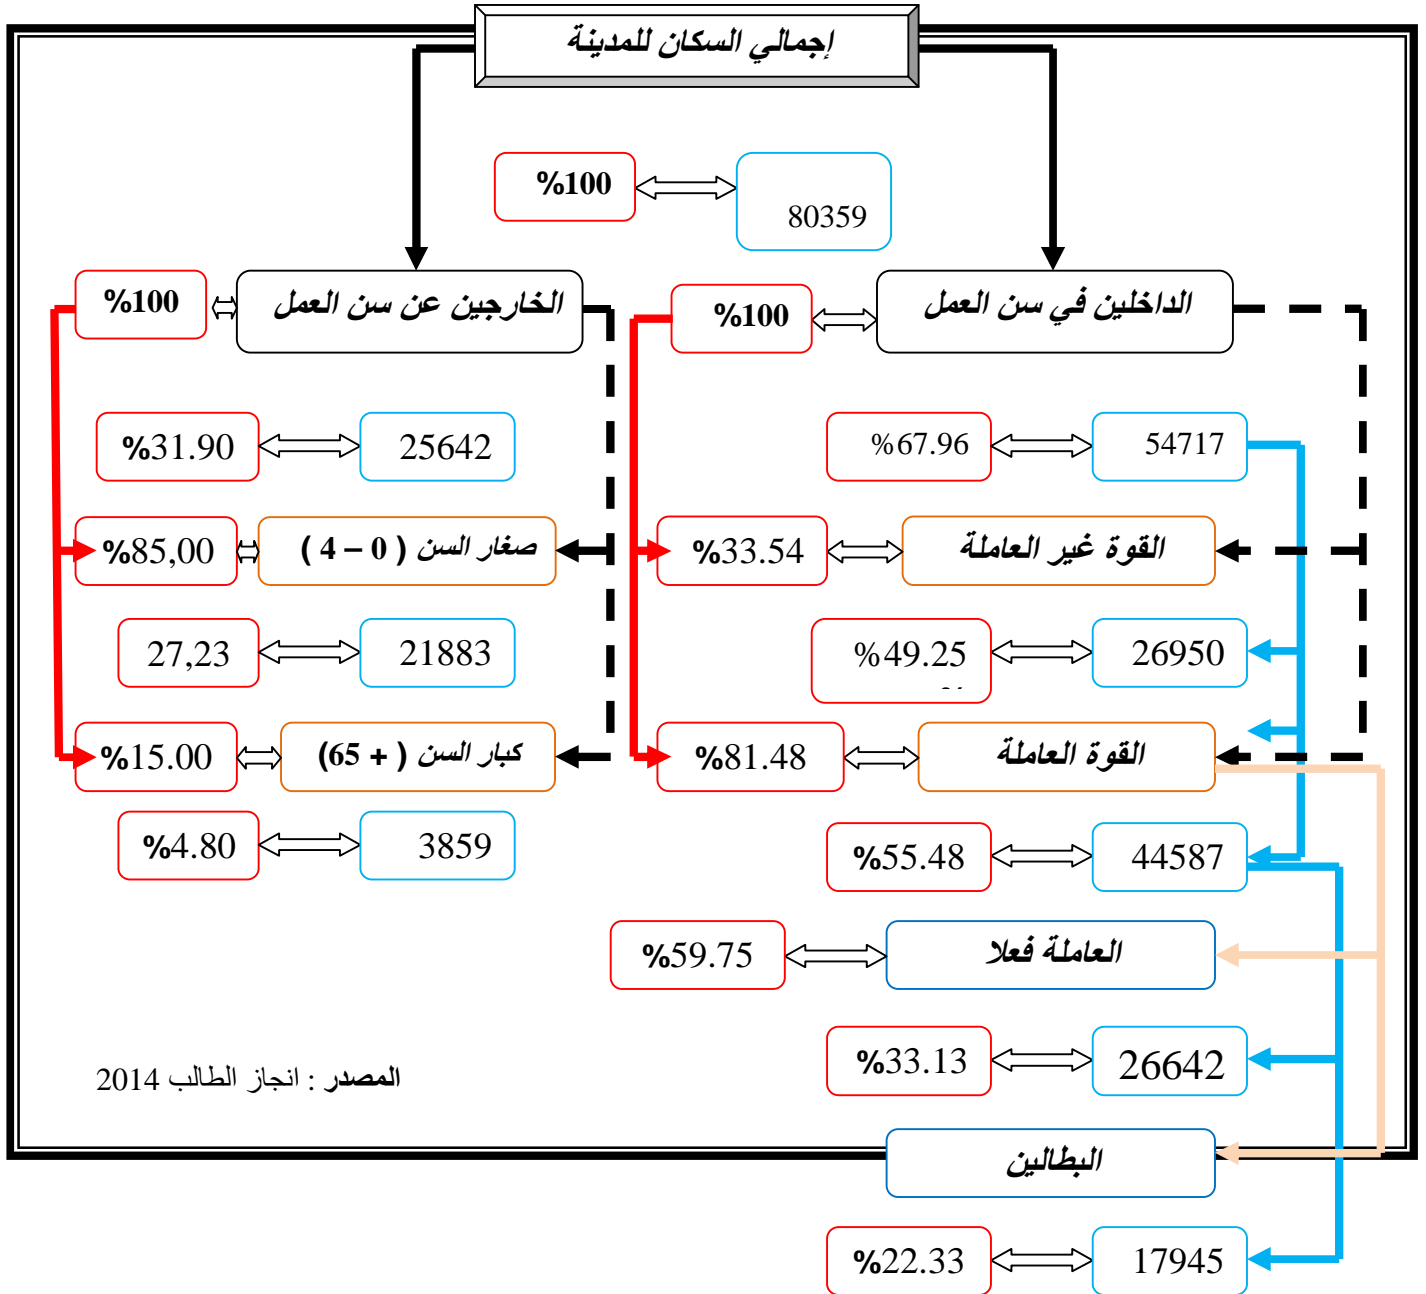 إجمالي السكان للمدينة
80359
%100
الداخلين في سن العمل
%100
الخارجين عن سن العمل
%100
54717
%67.96
25642
%31.90
القوة غير العاملة
%33.54
صغار السن ( 0 – 4 )
%85,00
26950
%49.25
21883
27,23
القوة العاملة
%81.48
كبار السن ( + 65)
%15.00
44587
%55.48
3859
%4.80
العاملة فعلا
%59.75
26642
%33.13
المصدر : انجاز الطالب 2014
البطالين
17945
%22.33